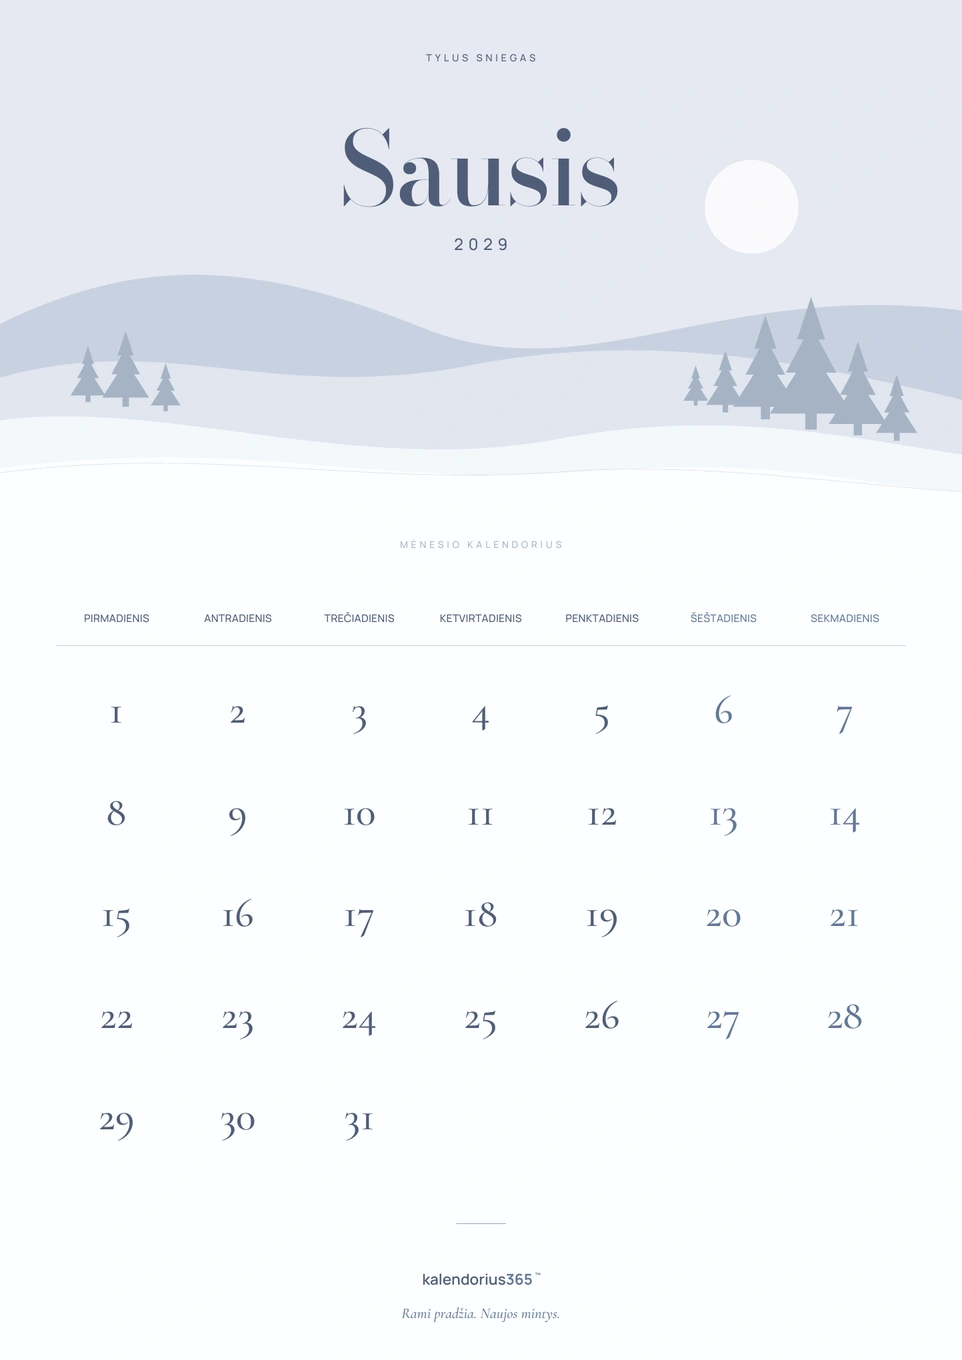 TYLUS SNIEGAS
Sausis
2029
MĖNESIO KALENDORIUS
PIRMADIENIS ANTRADIENIS TREČIADIENIS KETVIRTADIENIS PENKTADIENIS ŠEŠTADIENIS SEKMADIENIS
1 2 3 4 5 6 7
8 9 10 11 12 13 14
15 16 17 18 19 20 21
22 23 24 25 26 27 28
29 30 31
kalendorius365™
Rami pradžia. Naujos mintys.